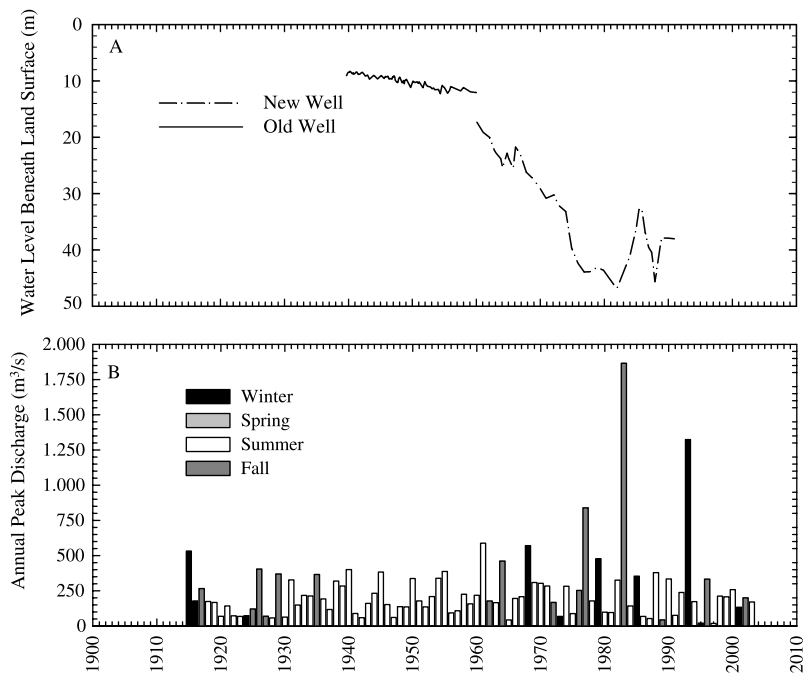 Water Level Beneath Land Surface (m)
0
10
20
30
40
50
A
New Well
Old Well
Annual Peak Discharge (m³/s)
2.000
1.750
1.250
1.000
750
500
250
0
B
Winter
Spring
Summer
Fall
1900
1910
1920
1930
1940
1950
1960
1970
1980
1990
2000
2010